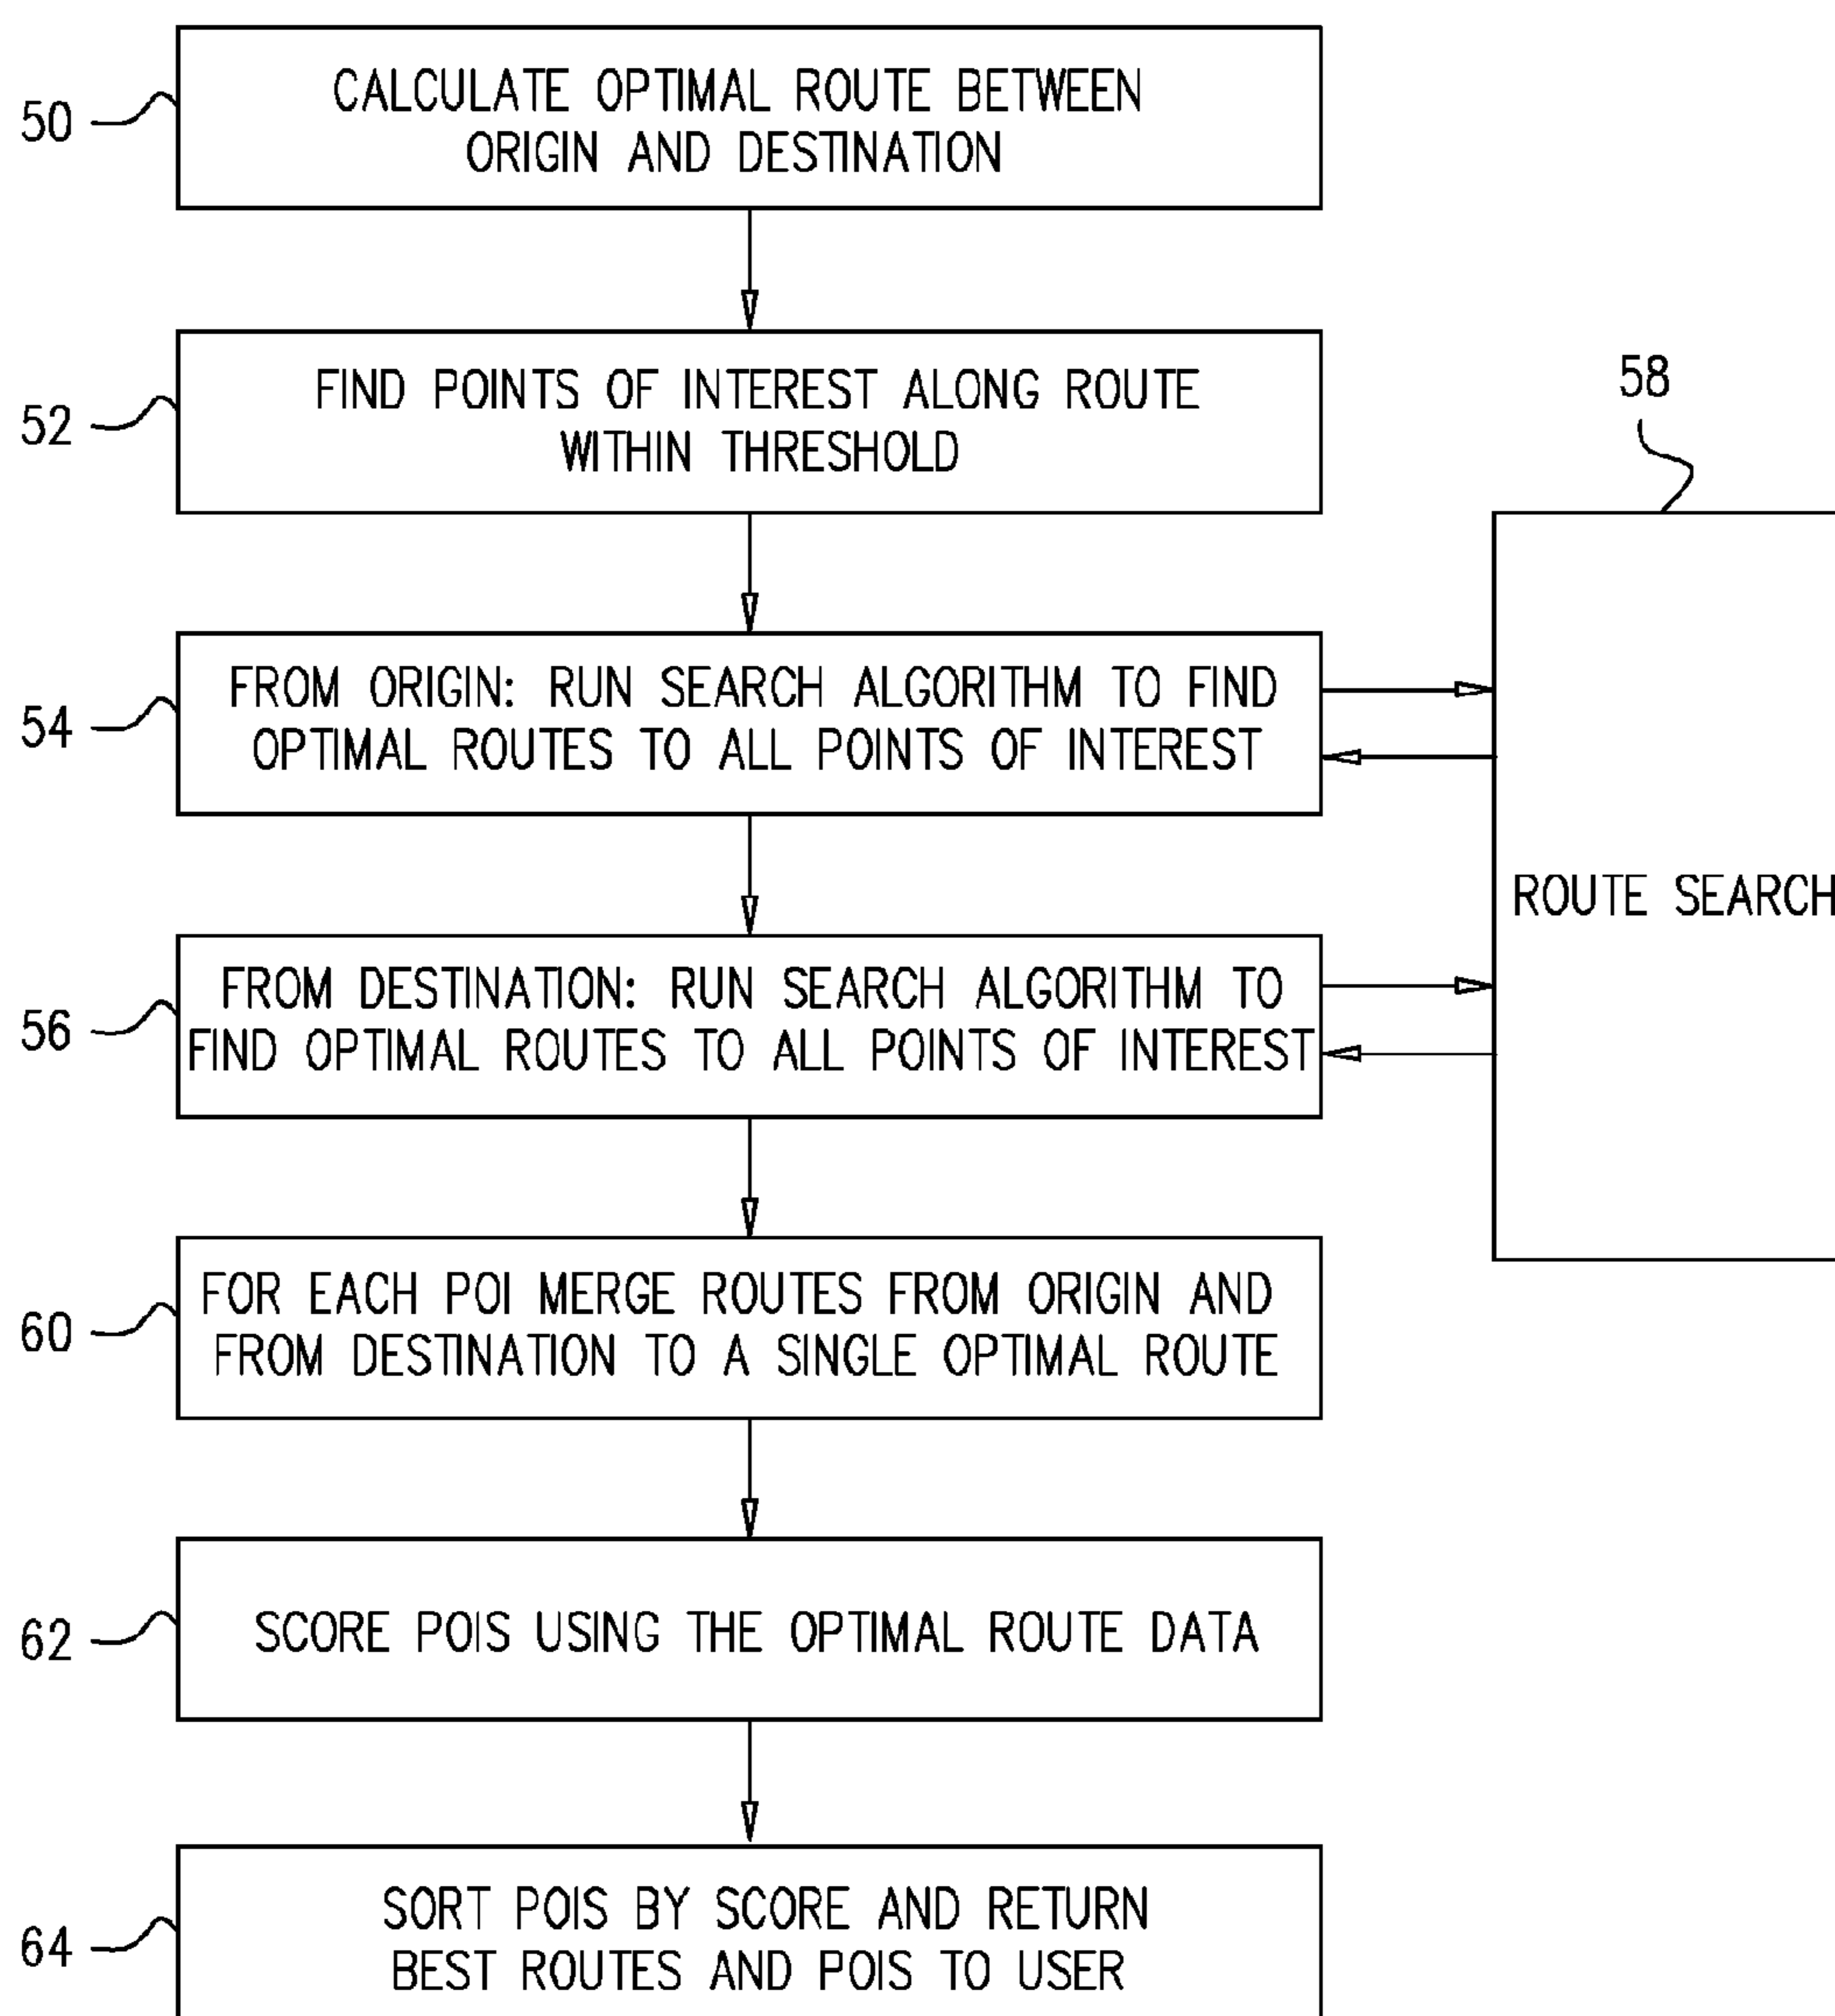 50
CALCULATE OPTIMAL ROUTE BETWEEN
ORIGIN AND DESTINATION
52
FIND POINTS OF INTEREST ALONG ROUTE
WITHIN THRESHOLD
58
54
FROM ORIGIN: RUN SEARCH ALGORITHM TO FIND
OPTIMAL ROUTES TO ALL POINTS OF INTEREST
ROUTE SEARCH
56
FROM DESTINATION: RUN SEARCH ALGORITHM TO
FIND OPTIMAL ROUTES TO ALL POINTS OF INTEREST
60
FOR EACH POI MERGE ROUTES FROM ORIGIN AND
FROM DESTINATION TO A SINGLE OPTIMAL ROUTE
62
SCORE POIS USING THE OPTIMAL ROUTE DATA
64
SORT POIS BY SCORE AND RETURN
BEST ROUTES AND POIS TO USER